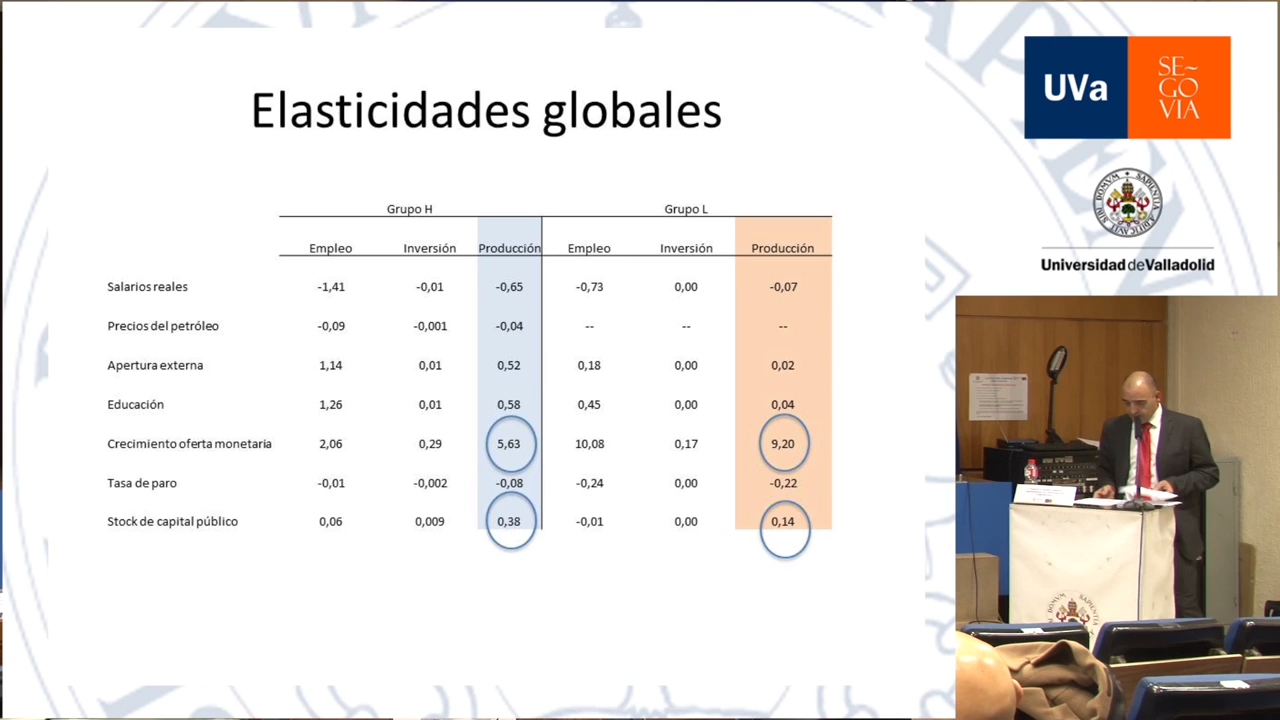 Elasticidades globales
Grupo H Grupo L
Empleo Inversión Producción Empleo Inversión Producción
Salarios reales -1,41 -0,01 -0,65 -0,73 0,00 -0,07
Precios del petróleo -0,09 -0,001 -0,04 -- -- --
Apertura externa 1,14 0,01 0,52 0,18 0,00 0,02
Educación 1,26 0,01 0,58 0,45 0,00 0,04
Crecimiento oferta monetaria 2,06 0,29 5,63 10,08 0,17 9,20
Tasa de paro -0,01 -0,002 -0,08 -0,24 0,00 -0,22
Stock de capital público 0,06 0,009 0,38 -0,01 0,00 0,14
UVa
SE~
GO
VIA
Universidad de Valladolid